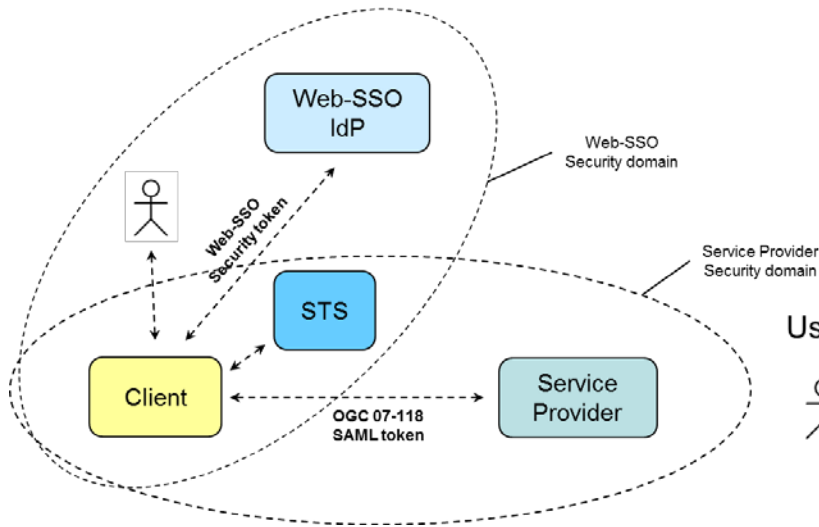 Web-SSO
IdP
Web-SSO
Security domain
Web-SSO
Security token
Service Provider
Security domain
STS
Us
Client
Service
Provider
OGC 07-118
SAML token